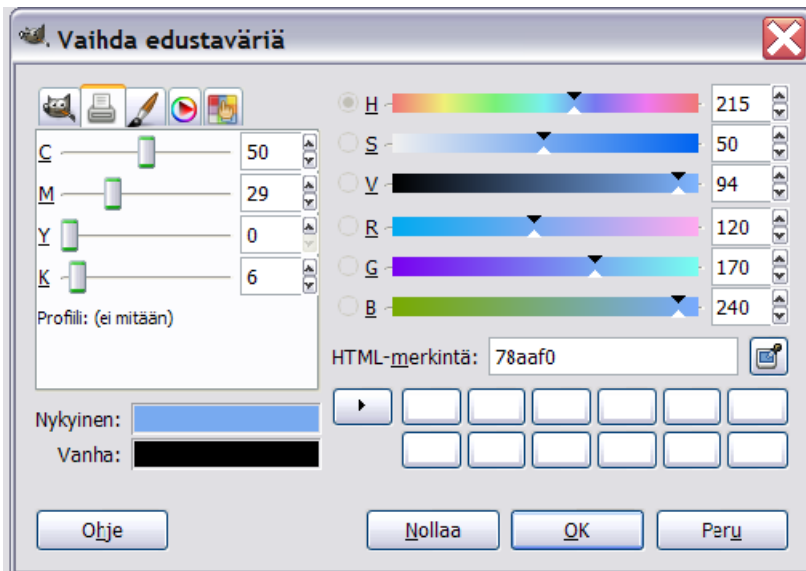 Vaihda edustaväriä
C 50
M 29
Y 0
K 6
Profiili: (ei mitään)
Nykyinen:
Vanha:
H 215
S 50
V 94
R 120
G 170
B 240
HTML-merkintä: 78aaf0
Ohje
Nollaa
OK
Peru